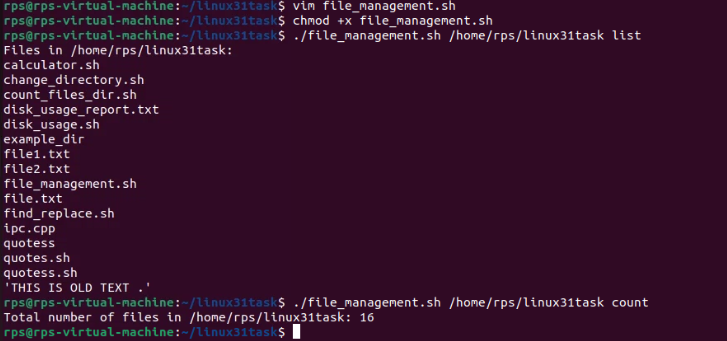 rps@rps-virtual-machine:~/linux31task$ vim file_management.sh
rps@rps-virtual-machine:~/linux31task$ chmod +x file_management.sh
rps@rps-virtual-machine:~/linux31task$ ./file_management.sh /home/rps/linux31task list
Files in /home/rps/linux31task:
calculator.sh
change_directory.sh
count_files_dir.sh
disk_usage_report.txt
disk_usage.sh
example_dir
file1.txt
file2.txt
file_management.sh
file.txt
find_replace.sh
ipc.cpp
quotess
quotes.sh
quotess.sh
'THIS IS OLD TEXT .'
rps@rps-virtual-machine:~/linux31task$ ./file_management.sh /home/rps/linux31task count
Total number of files in /home/rps/linux31task: 16
rps@rps-virtual-machine:~/linux31task$